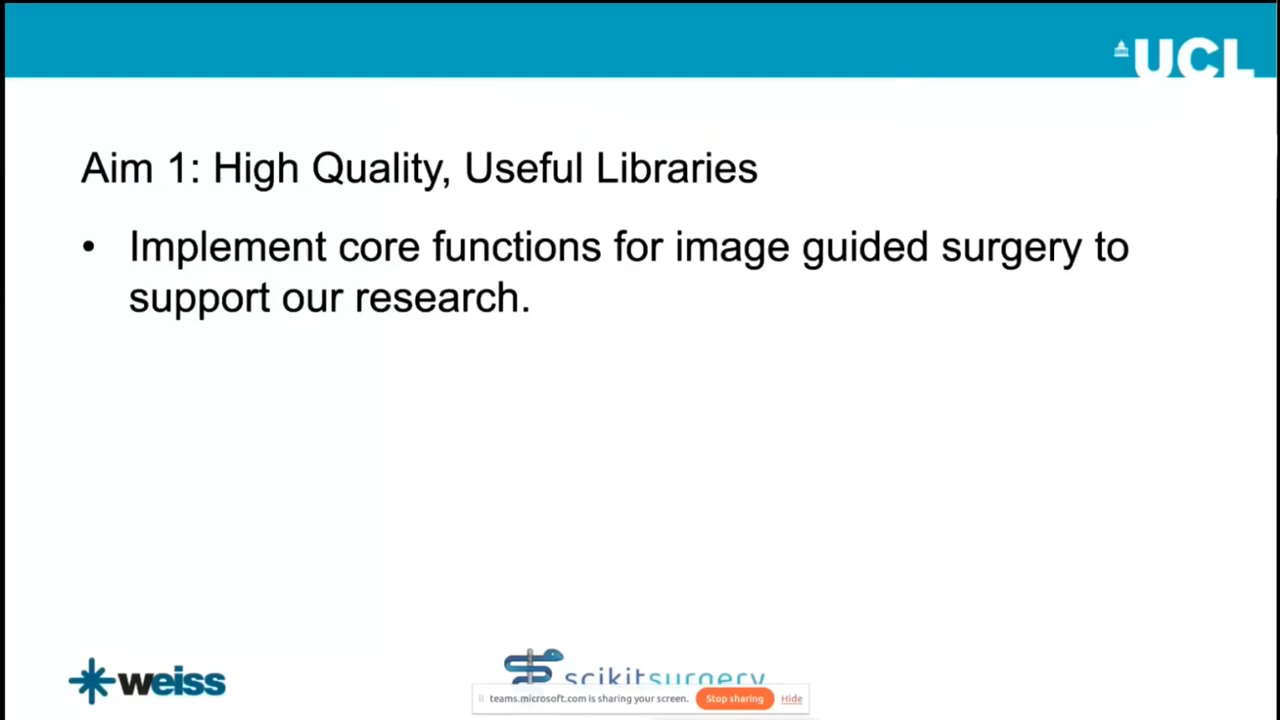 UCL
Aim 1: High Quality, Useful Libraries
• Implement core functions for image guided surgery to
support our research.
weiss
scikitsurgery
teams.microsoft.com is sharing your screen. Stop sharing Hide